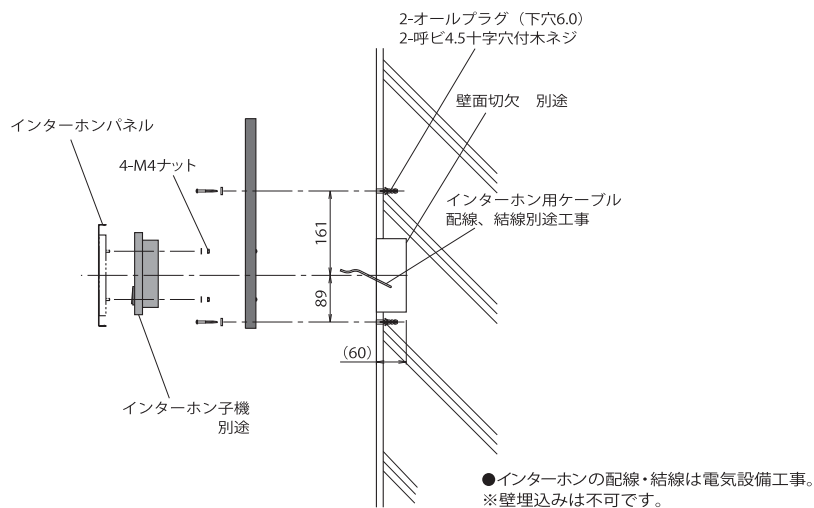 2-オールプラグ（下穴6.0）
2-呼ビ4.5十字穴付木ネジ
壁面切欠　別途
インターホンパネル
4-M4ナット
インターホン用ケーブル
配線、結線別途工事
161
89
(60)
インターホン子機
別途
●インターホンの配線・結線は電気設備工事。
※壁埋込みは不可です。